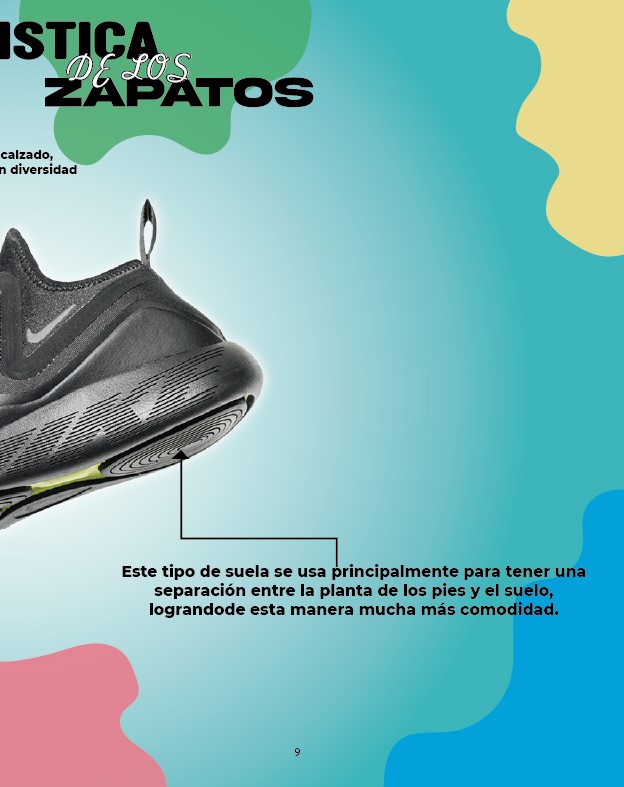 ISTICA
DE LOS
ZAPATOS
calzado,
n diversidad
Este tipo de suela se usa principalmente para tener una
separación entre la planta de los pies y el suelo,
lograndode esta manera mucha más comodidad.
9